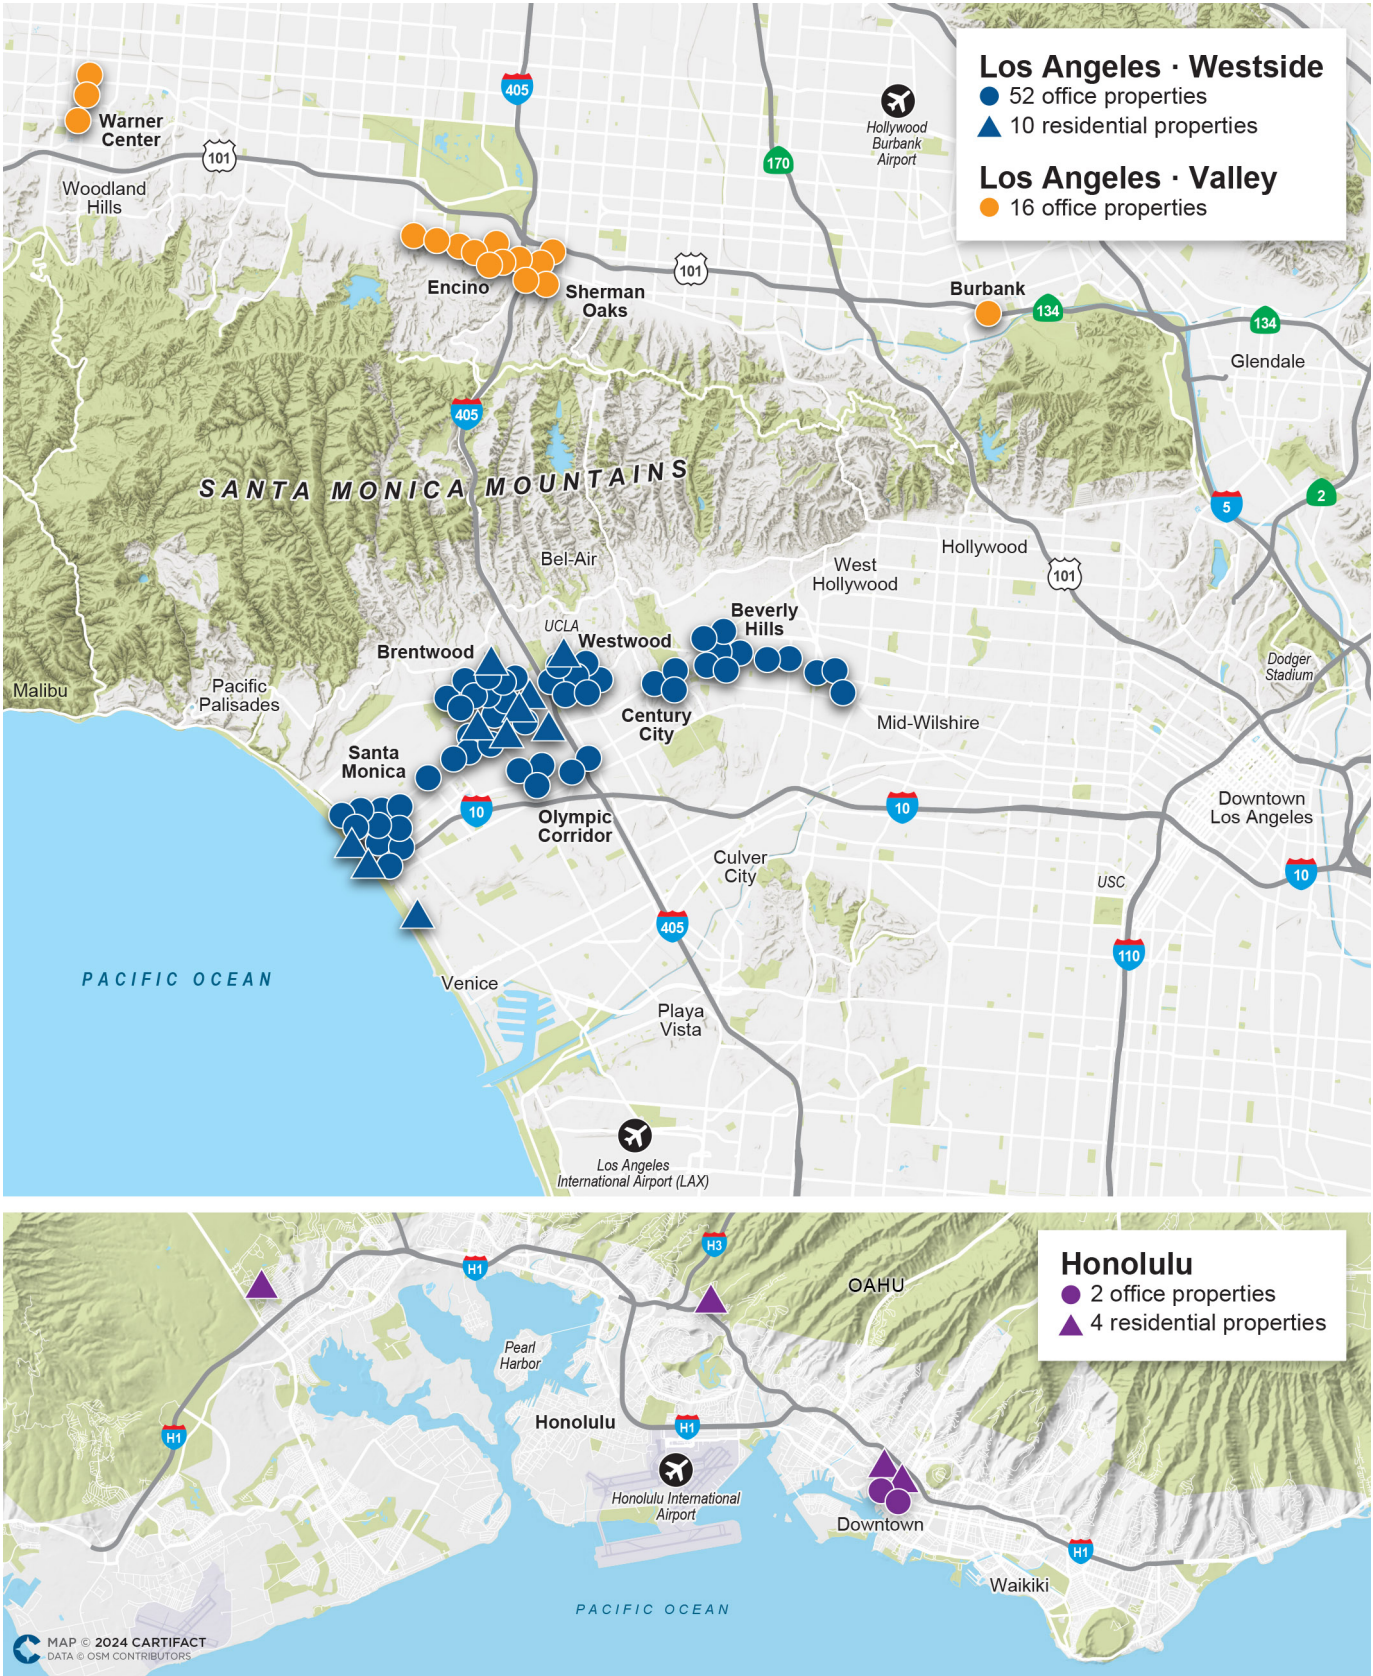 Los Angeles · Westside
52 office properties
10 residential properties
Los Angeles · Valley
16 office properties
405
170
Hollywood
Burbank
Airport
Warner
Center
101
Woodland
Hills
101
Encino
Sherman
Oaks
Burbank
134
134
Glendale
405
SANTA MONICA MOUNTAINS
5
2
Bel-Air
Hollywood
West
Hollywood
101
UCLA
Beverly
Hills
Brentwood
Westwood
Malibu
Pacific
Palisades
Dodger
Stadium
Century
City
Mid-Wilshire
Santa
Monica
10
Olympic
Corridor
10
Downtown
Los Angeles
Culver
City
10
USC
405
110
PACIFIC OCEAN
Venice
Playa
Vista
Los Angeles
International Airport (LAX)
Honolulu
2 office properties
4 residential properties
H1
H3
OAHU
Pearl
Harbor
Honolulu
H1
H1
Honolulu International
Airport
Downtown
H1
Waikiki
PACIFIC OCEAN
MAP © 2024 CARTIFACT
DATA © OSM CONTRIBUTORS